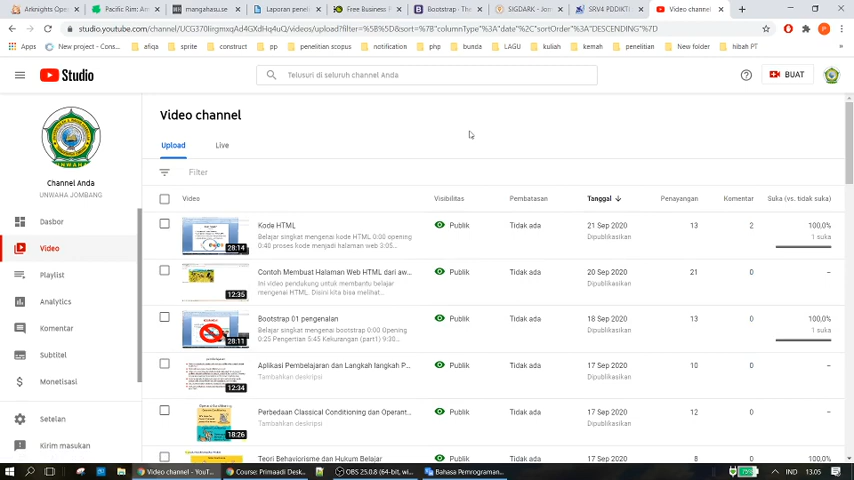 Arknights Ope
Pacific Rim: Am
mangahasu.se
Laporan peneli
Free Business F
Bootstrap · The
SIGDARK - Jom
SRV4 PDDIKTI
Video channel
studio.youtube.com/channel/UCG370IirgmxqAd4GXdHq4uQ/videos/upload?filter=%5B%5D&sort=%7B"columnType"%3A"date"%2C"sortOrder"%3A"DESCENDING"%7D
Apps
New project - Cons...
afiqa
sprite
construct
pp
penelitian scopus
notification
php
bunda
LAGU
kuliah
kemah
penelitian
New folder
hibah PT
Studio
Telusuri di seluruh channel Anda
BUAT
Channel Anda
UNWAHA JOMBANG
Dasbor
Video
Playlist
Analytics
Komentar
Subtitel
Monetisasi
Setelan
Kirim masukan
Video channel
Upload Live
Filter
Video Visibilitas Pembatasan Tanggal Penayangan Komentar Suka (vs. tidak suka)
Kode HTML Publik Tidak ada 21 Sep 2020 13 2 100,0%
Belajar singkat mengenai kode HTML 0:00 opening Dipublikasikan 1 suka
0:40 proses kode menjadi halaman web 3:05...
28:14
Contoh Membuat Halaman Web HTML dari aw... Publik Tidak ada 20 Sep 2020 21 0 –
Ini video pendukung untuk membantu belajar Dipublikasikan
mengenai HTML. Disini kita bisa melihat...
12:35
Bootstrap 01 pengenalan Publik Tidak ada 18 Sep 2020 13 0 100,0%
Belajar singkat mengenai bootstrap 0:00 Opening Dipublikasikan 1 suka
0:25 Pengertian 5:45 Kekurangan (part1) 9:30...
28:11
Aplikasi Pembelajaran dan Langkah langkah P... Publik Tidak ada 17 Sep 2020 10 0 –
Tambahkan deskripsi Dipublikasikan
12:34
Perbedaan Classical Conditioning dan Operant... Publik Tidak ada 17 Sep 2020 12 0 –
Tambahkan deskripsi Dipublikasikan
18:26
Teori Behaviorisme dan Hukum Belajar Publik Tidak ada 17 Sep 2020 8 0 100,0%
Video channel - YouT...
Course: Primaadi Desk...
OBS 25.0.8 (64-bit, wi...
Bahasa Pemrograman...
75%
IND
13.05